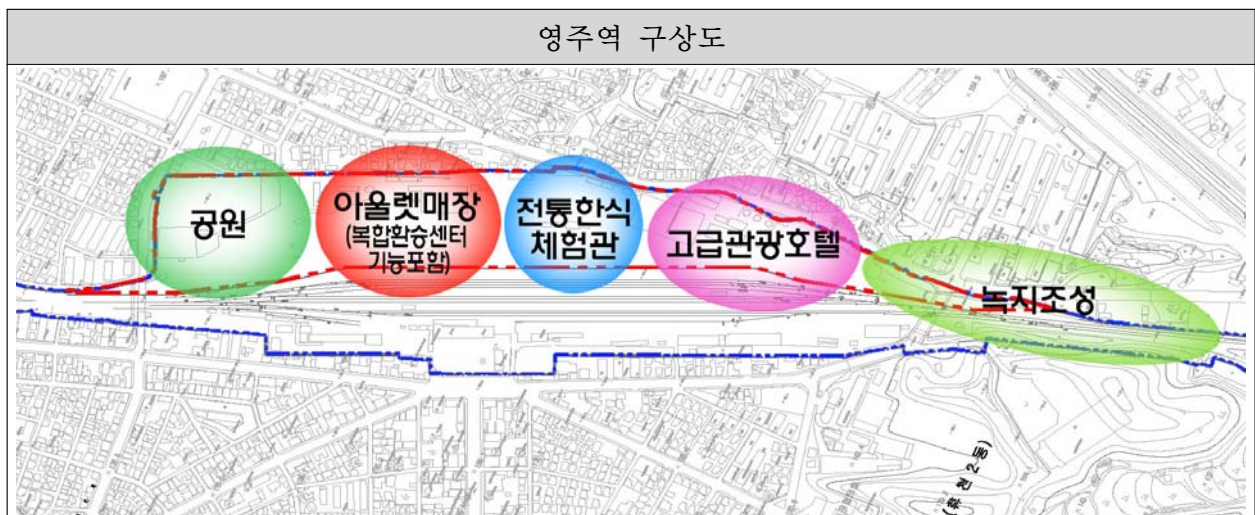 영주역 구상도
공원
아울렛매장
(복합환승센터
기능포함)
전통한식
체험관
고급관광호텔
녹지조성